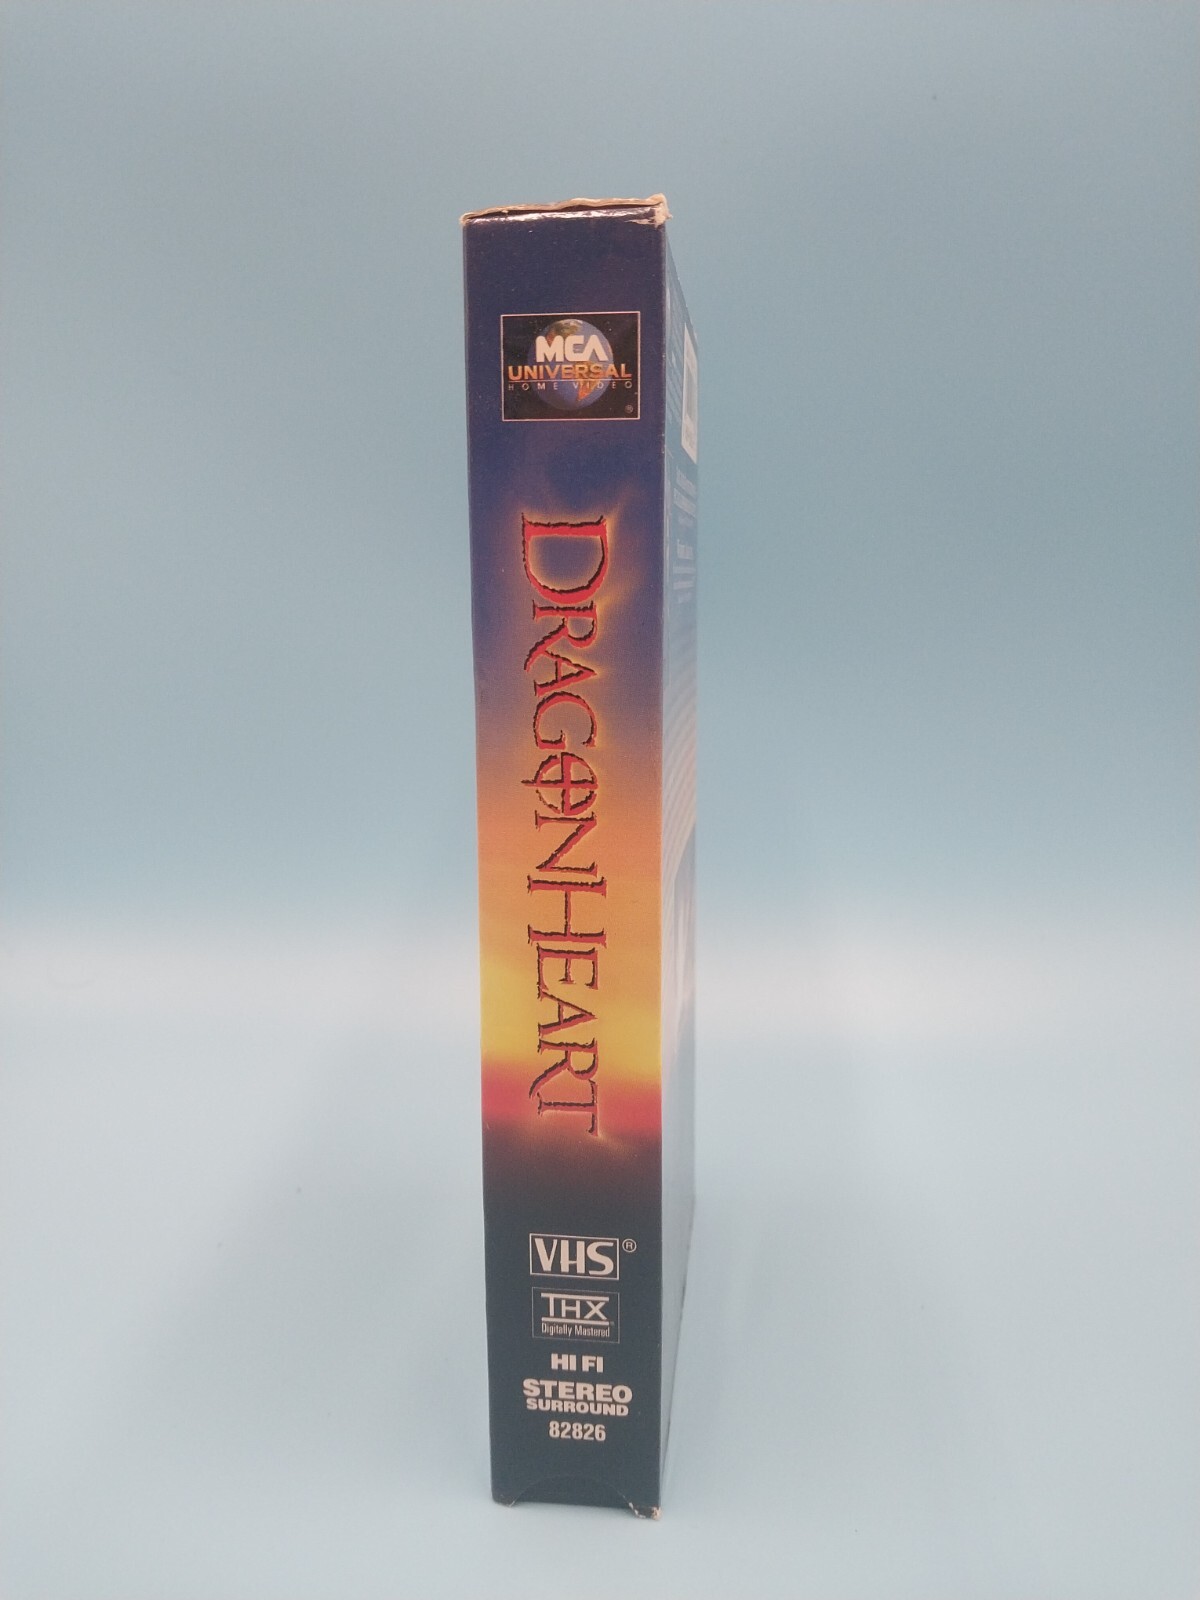 MCA
UNIVERSAL
HOME VIDEO
®
DRAGONHEART
VHS®
THX®
Digitally Mastered
HI FI
STEREO
SURROUND
82826